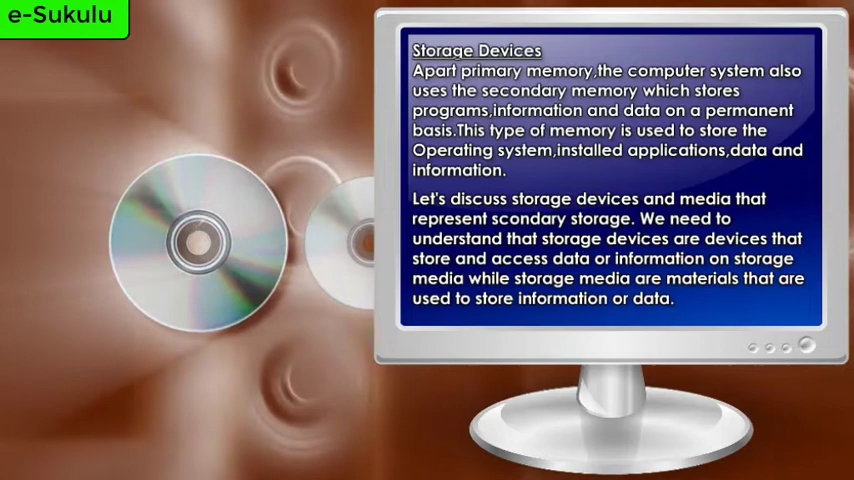 e-Sukulu
Storage Devices
Apart primary memory,the computer system also
uses the secondary memory which stores
programs,information and data on a permanent
basis.This type of memory is used to store the
Operating system,installed applications,data and
information.
Let's discuss storage devices and media that
represent scondary storage. We need to
understand that storage devices are devices that
store and access data or information on storage
media while storage media are materials that are
used to store information or data.